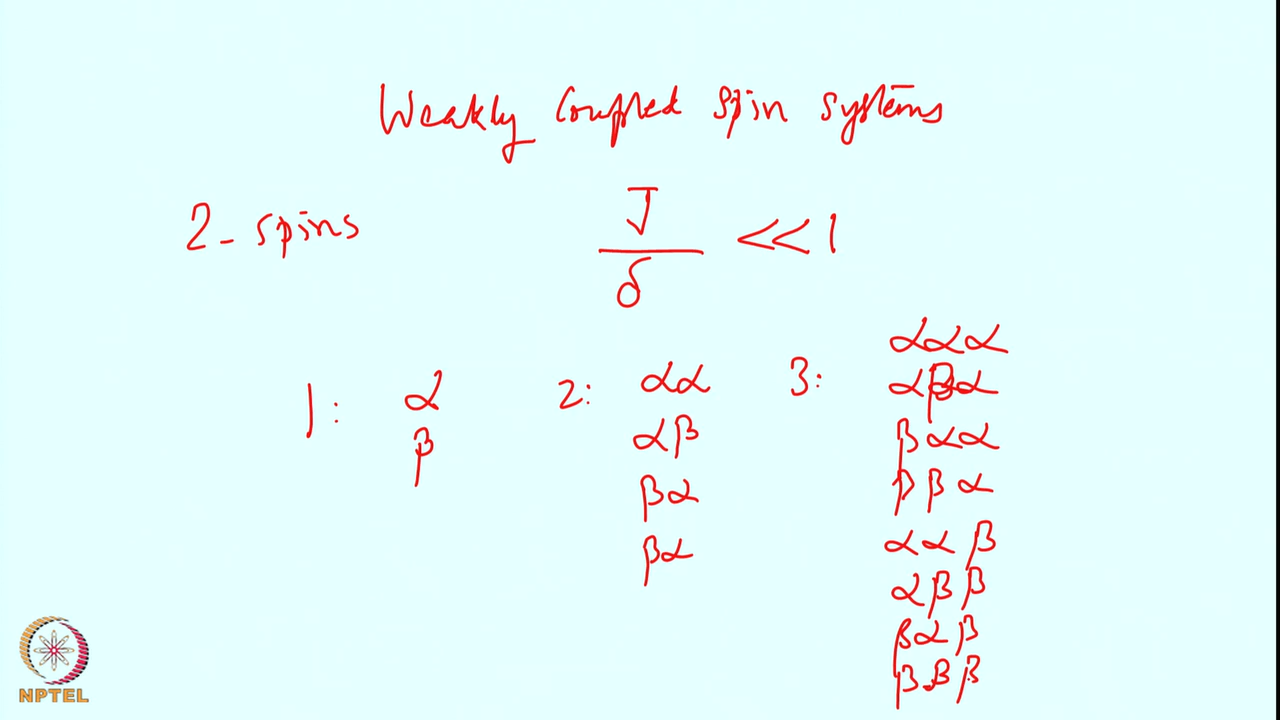 Weakly Coupled Spin Systems
2- spins
J
δ
<< 1
1:
α
β
2:
αα
αβ
βα
βα
3:
ααα
αβα
βαα
ββα
ααβ
αββ
βαβ
βββ
NPTEL